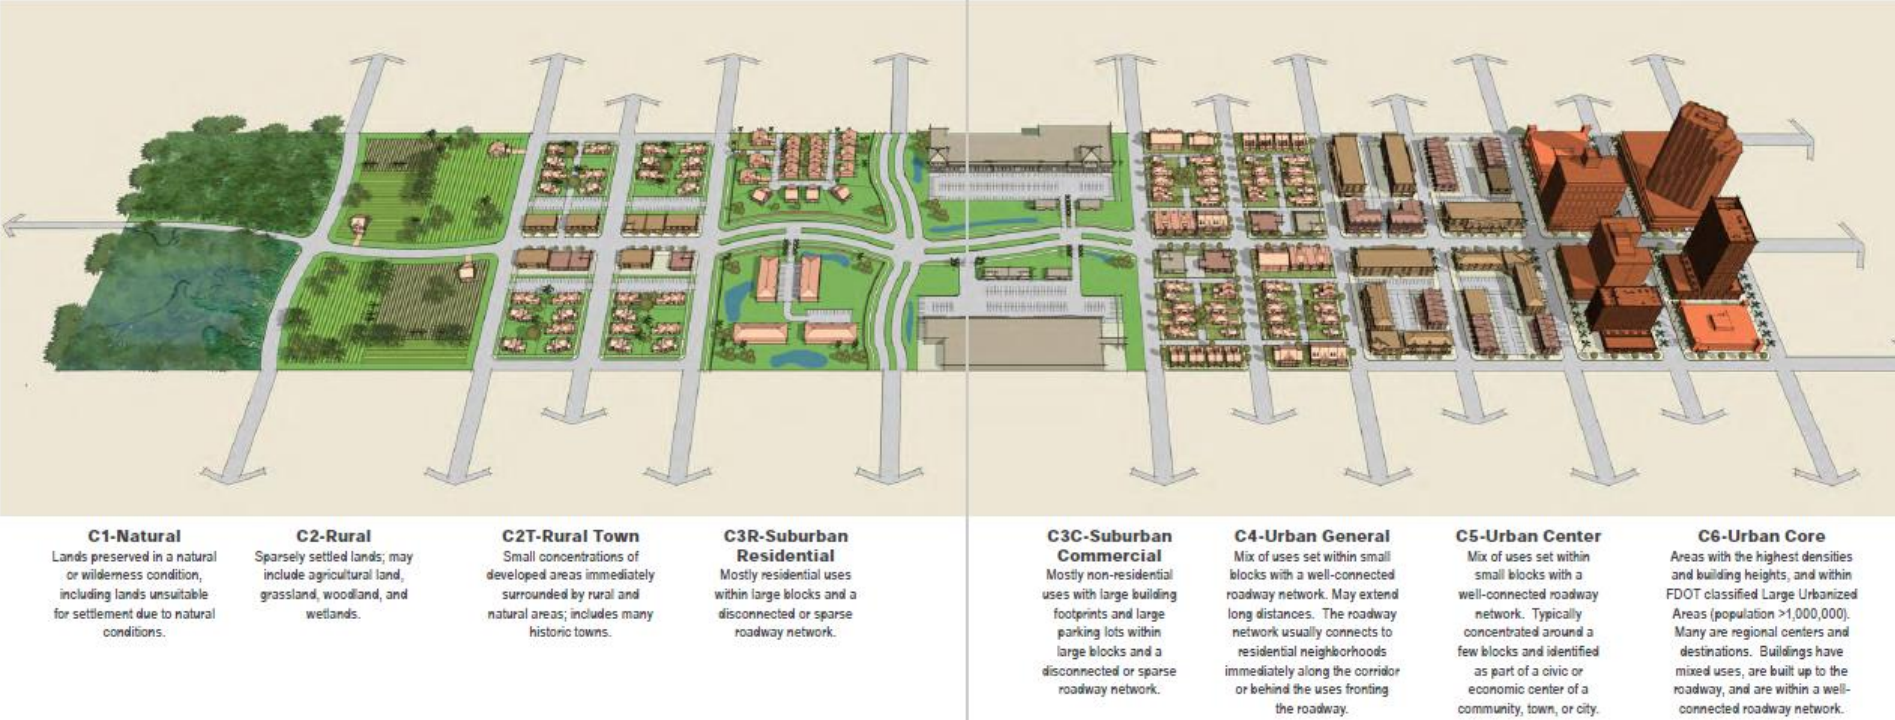 C1-Natural
Lands preserved in a natural
or wilderness condition,
including lands unsuitable
for settlement due to natural
conditions.
C2-Rural
Sparsely settled lands; may
include agricultural land,
grassland, woodland, and
wetlands.
C2T-Rural Town
Small concentrations of
developed areas immediately
surrounded by rural and
natural areas; includes many
historic towns.
C3R-Suburban
Residential
Mostly residential uses
within large blocks and a
disconnected or sparse
roadway network.
C3C-Suburban
Commercial
Mostly non-residential
uses with large building
footprints and large
parking lots within
large blocks and a
disconnected or sparse
roadway network.
C4-Urban General
Mix of uses set within small
blocks with a well-connected
roadway network. May extend
long distances. The roadway
network usually connects to
residential neighborhoods
immediately along the corridor
or behind the uses fronting
the roadway.
C5-Urban Center
Mix of uses set within
small blocks with a
well-connected roadway
network. Typically
concentrated around a
few blocks and identified
as part of a civic or
economic center of a
community, town, or city.
C6-Urban Core
Areas with the highest densities
and building heights, and within
FDOT classified Large Urbanized
Areas (population >1,000,000).
Many are regional centers and
destinations. Buildings have
mixed uses, are built up to the
roadway, and are within a well-
connected roadway network.